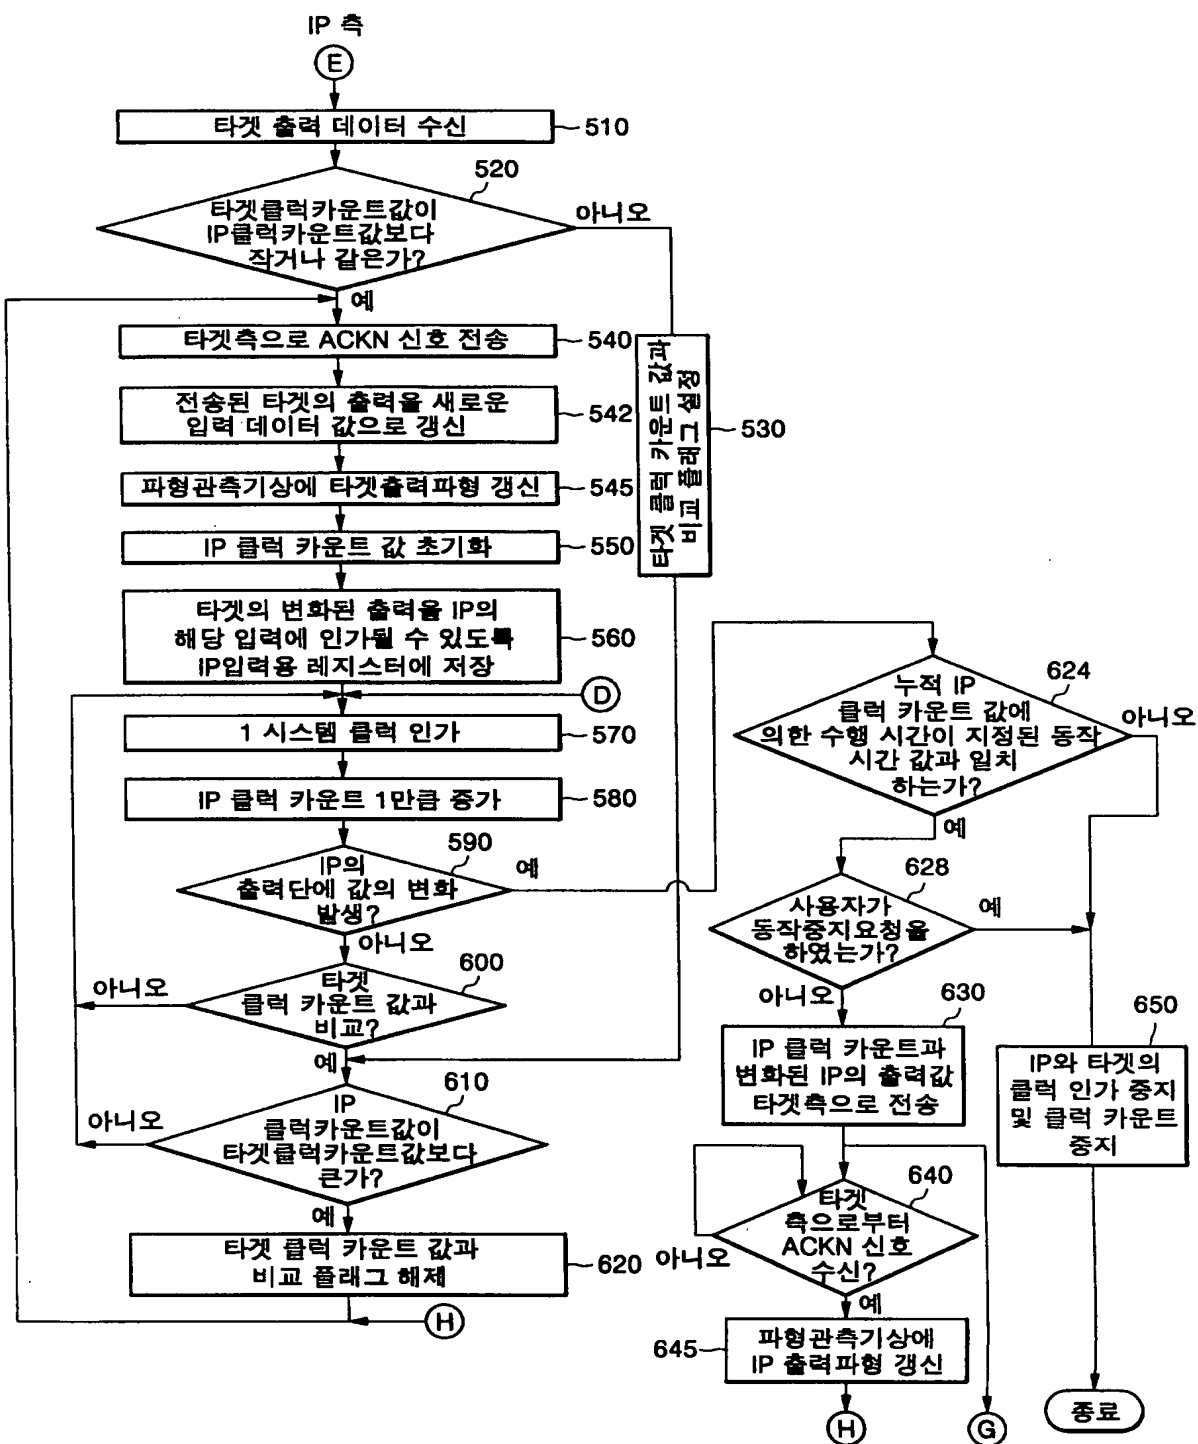 IP 측
E
타겟 출력 데이터 수신
510
520
타겟클럭카운트값이
IP클럭카운트값보다
작거나 같은가?
아니오
예
타겟측으로 ACKN 신호 전송
540
전송된 타겟의 출력을 새로운
입력 데이터 값으로 갱신
542
파형관측기상에 타겟출력파형 갱신
545
IP 클럭 카운트 값 초기화
550
타겟의 변화된 출력을 IP의
해당 입력에 인가될 수 있도록
IP입력용 레지스터에 저장
560
타겟 클럭 카운트 값과
비교 플래그 설정
530
D
1 시스템 클럭 인가
570
IP 클럭 카운트 1만큼 증가
580
590
IP의
출력단에 값의 변화
발생?
예
아니오
600
타겟
클럭 카운트 값과
비교?
아니오
예
610
IP
클럭카운트값이
타겟클럭카운트값보다
큰가?
아니오
예
타겟 클럭 카운트 값과
비교 플래그 해제
620
H
624
누적 IP
클럭 카운트 값에
의한 수행 시간이 지정된 동작
시간 값과 일치
하는가?
아니오
예
628
사용자가
동작중지요청을
하였는가?
예
아니오
630
IP 클럭 카운트과
변화된 IP의 출력값
타겟측으로 전송
640
타겟
측으로부터
ACKN 신호
수신?
아니오
예
645
파형관측기상에
IP 출력파형 갱신
H
G
650
IP와 타겟의
클럭 인가 중지
및 클럭 카운트
중지
종료